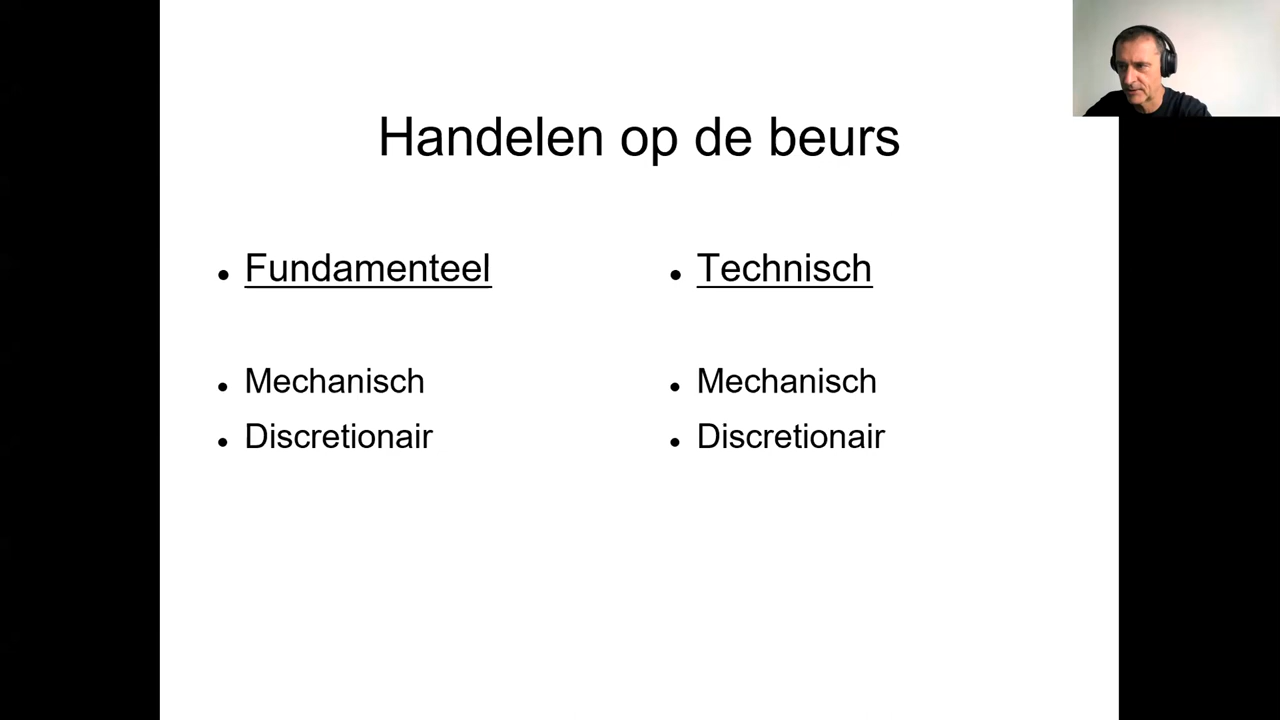 Handelen op de beurs
• Fundamenteel
• Mechanisch
• Discretionair
• Technisch
• Mechanisch
• Discretionair